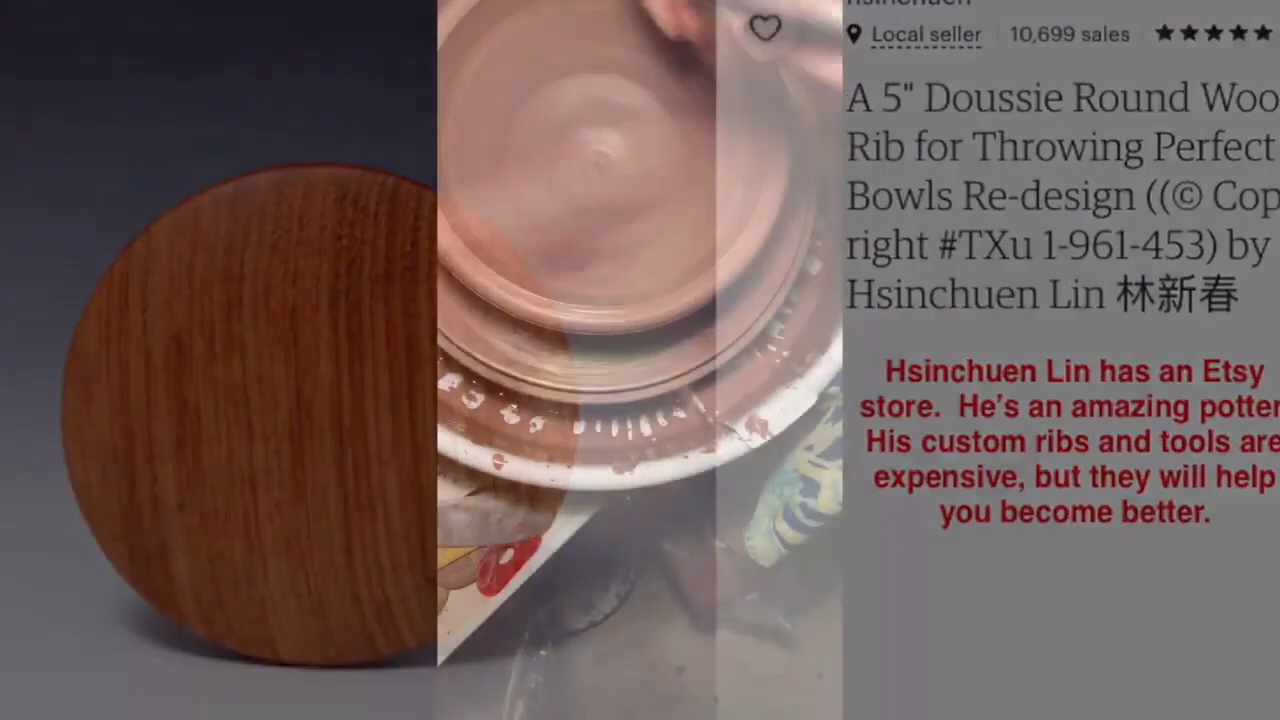 Local seller 10,699 sales ★★★★★
A 5" Doussie Round Woo
Rib for Throwing Perfect
Bowls Re-design ((© Cop
right #TXu 1-961-453) by
Hsinchuen Lin 林新春
Hsinchuen Lin has an Etsy
store. He's an amazing potter
His custom ribs and tools are
expensive, but they will help
you become better.